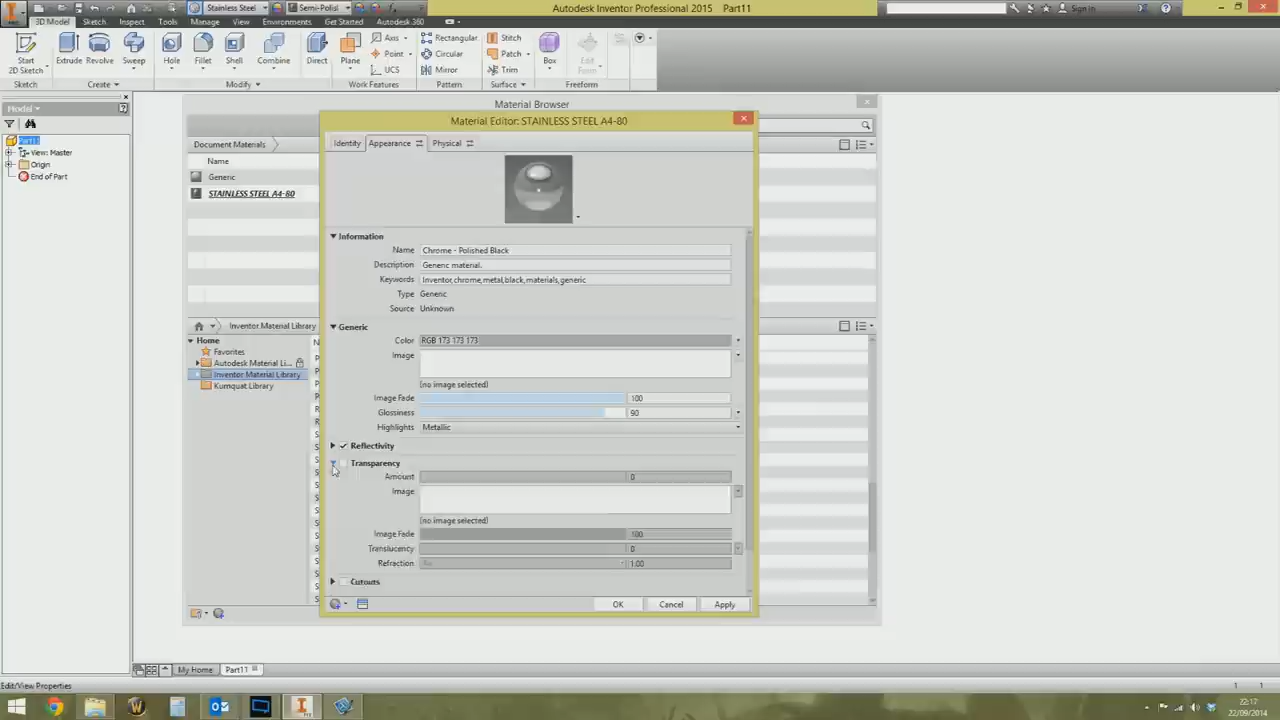 Stainless Steel
Semi-Polisl
Autodesk Inventor Professional 2015 Part11
Sign In
3D Model Sketch Inspect Tools Manage View Environments Get Started Autodesk 360
Start
2D Sketch
Extrude Revolve Sweep
Hole Fillet Shell Combine
Direct Plane
Axis
Point
UCS
Rectangular
Circular
Mirror
Stitch
Patch
Trim
Box
Edit
Form
Sketch Create Modify Work Features Pattern Surface Freeform
Model
Part11
View: Master
Origin
End of Part
Material Browser
Document Materials
Name
Generic
STAINLESS STEEL A4-80
Inventor Material Library
Home
Favorites
Autodesk Material Li...
Inventor Material Library
Kumquat Library
Material Editor: STAINLESS STEEL A4-80
Identity Appearance Physical
Information
Name Chrome - Polished Black
Description Generic material.
Keywords Inventor,chrome,metal,black,materials,generic
Type Generic
Source Unknown
Generic
Color RGB 173 173 173
Image
(no image selected)
Image Fade 100
Glossiness 90
Highlights Metallic
Reflectivity
Transparency
Amount 0
Image
(no image selected)
Image Fade 100
Translucency 0
Refraction 1.00
Cutouts
OK Cancel Apply
My Home Part11
Edit/View Properties
1 1
22:17
22/09/2014